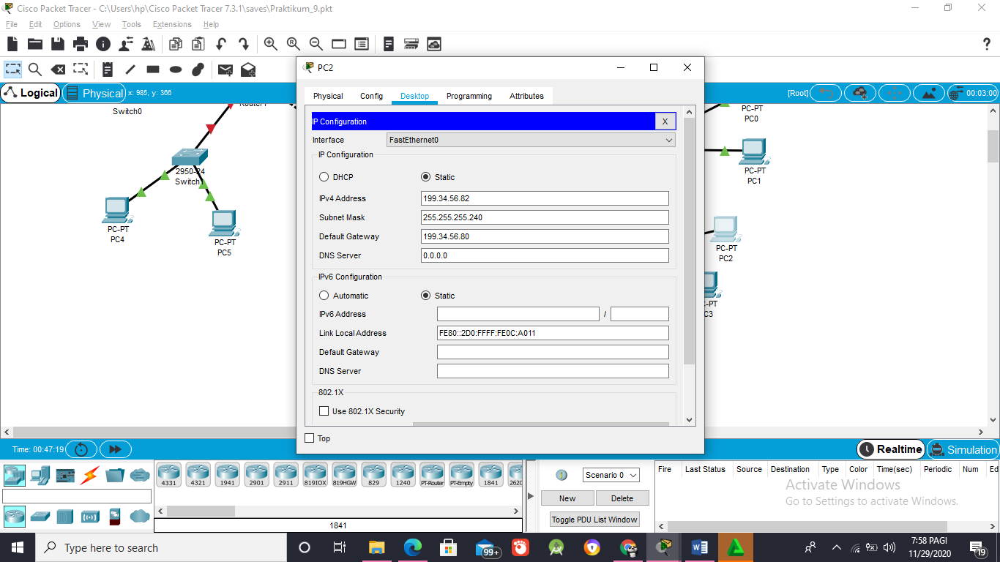 Cisco Packet Tracer - C:\Users\hp\Cisco Packet Tracer 7.3.1\saves\Praktikum_9.pkt
File Edit Options View Tools Extensions Help
Logical
Physical
x: 985, y: 366
[Root]
00:03:00
Switch0
2950-24
PC-PT
PC4
PC-PT
PC5
PC2
Physical Config Desktop Programming Attributes
IP Configuration
X
Interface
FastEthernet0
IP Configuration
DHCP
Static
IPv4 Address
199.34.56.82
Subnet Mask
255.255.255.240
Default Gateway
199.34.56.80
DNS Server
0.0.0.0
IPv6 Configuration
Automatic
Static
IPv6 Address
/
Link Local Address
FE80::2D0:FFFF:FE0C:A011
Default Gateway
DNS Server
802.1X
Use 802.1X Security
Top
PC-PT
PC0
PC-PT
PC1
PC-PT
PC2
Time: 00:47:19
Realtime
Simulation
4331 4321 1941 2901 2911 819IOX 819HGW 829 1240 PT-Router PT-Empty 1841 2620
1841
Scenario 0
New
Delete
Toggle PDU List Window
Fire Last Status Source Destination Type Color Time(sec) Periodic Num Ed
Activate Windows
Go to Settings to activate Windows.
Type here to search
99+
7:58 PAGI
11/29/2020
19